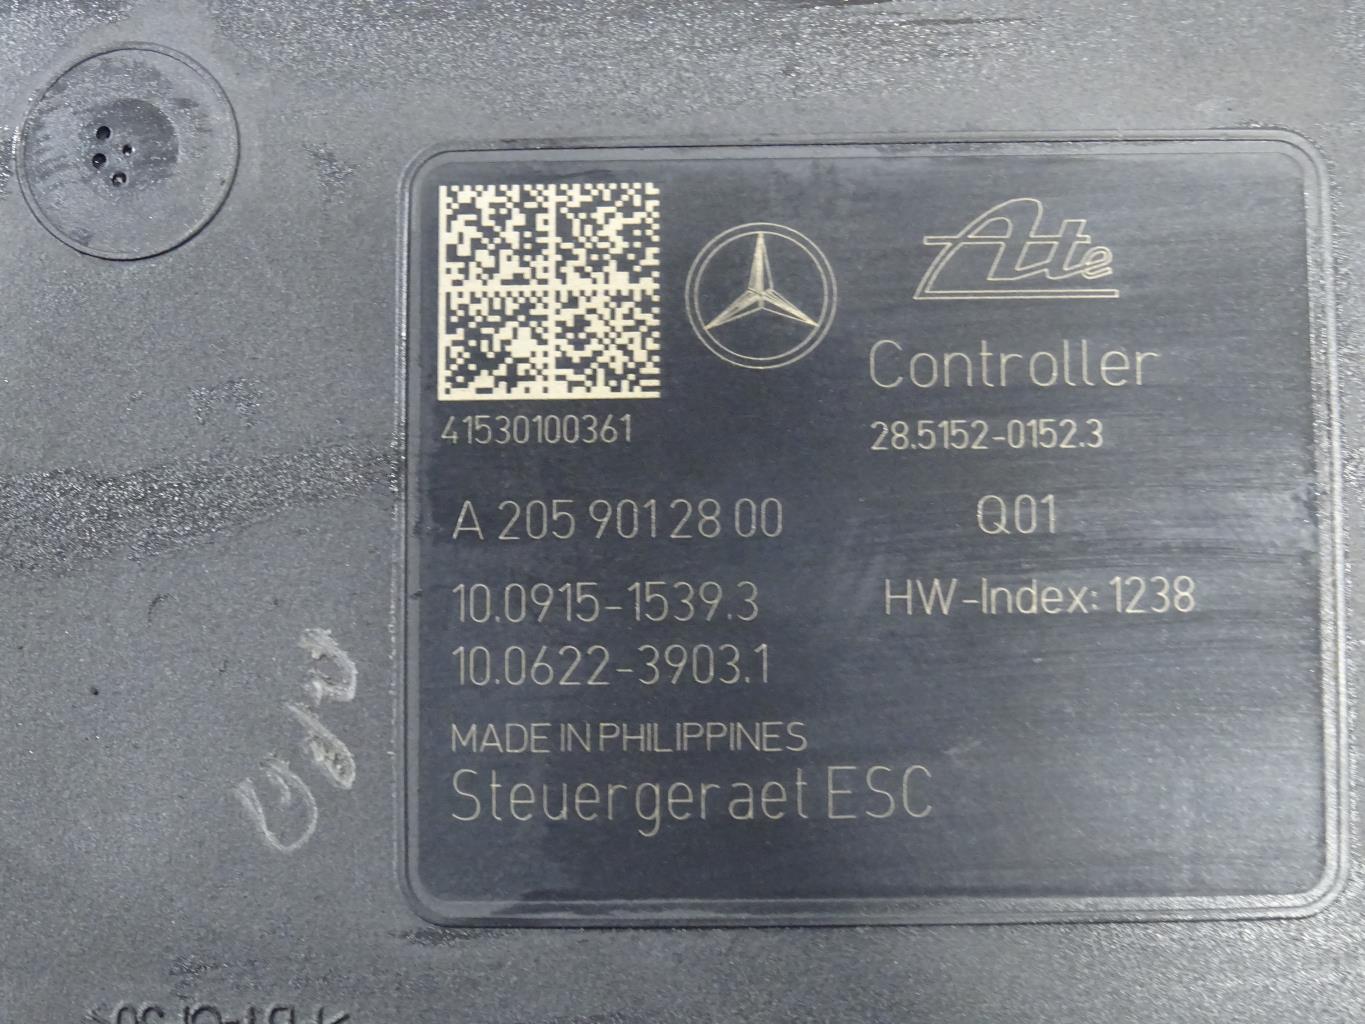 Ate
Controller
41530100361
28.5152-0152.3
A 205 901 28 00
Q01
10.0915-1539.3
HW-Index: 1238
10.0622-3903.1
MADE IN PHILIPPINES
Steuergeraet ESC